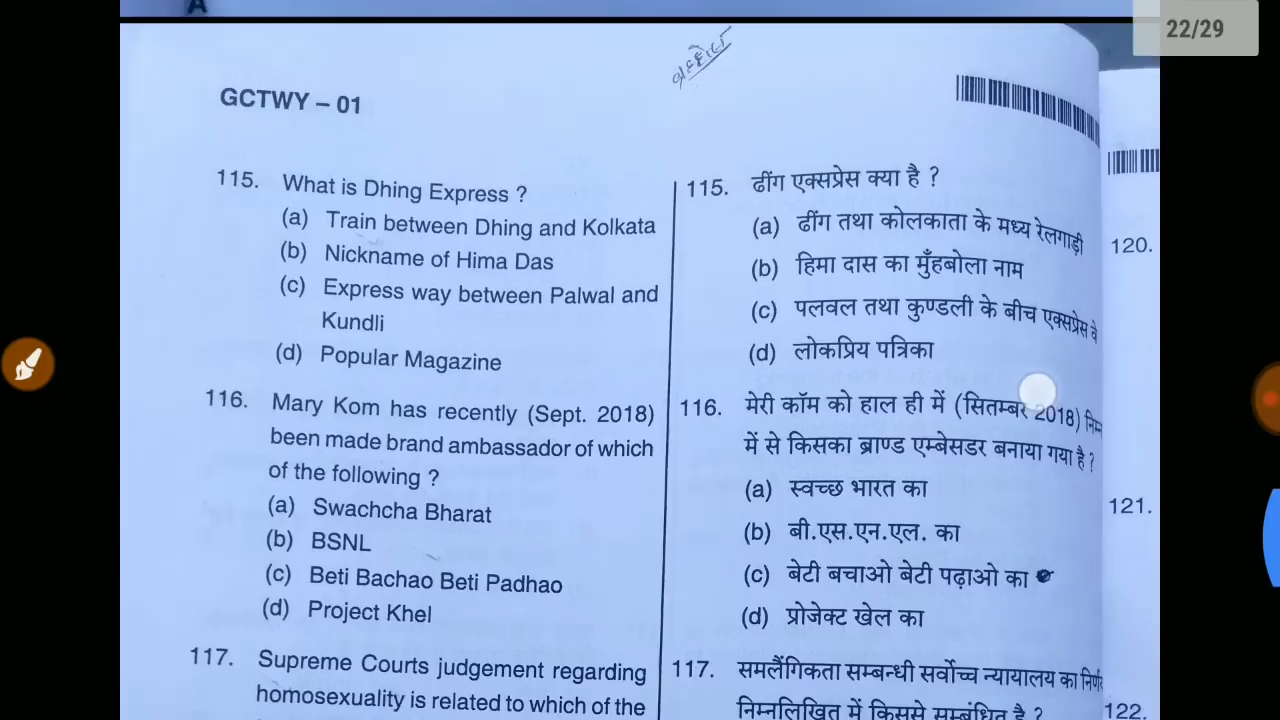 A
22/29
GCTWY – 01
115. What is Dhing Express ?
(a) Train between Dhing and Kolkata
(b) Nickname of Hima Das
(c) Express way between Palwal and
Kundli
(d) Popular Magazine
116. Mary Kom has recently (Sept. 2018)
been made brand ambassador of which
of the following ?
(a) Swachcha Bharat
(b) BSNL
(c) Beti Bachao Beti Padhao
(d) Project Khel
117. Supreme Courts judgement regarding
homosexuality is related to which of the
115. ढींग एक्सप्रेस क्या है ?
(a) ढींग तथा कोलकाता के मध्य रेलगाड़ी
(b) हिमा दास का मुँहबोला नाम
(c) पलवल तथा कुण्डली के बीच एक्सप्रेस वे
(d) लोकप्रिय पत्रिका
116. मेरी कॉम को हाल ही में (सितम्बर 2018) निम्न
में से किसका ब्राण्ड एम्बेसडर बनाया गया है ?
(a) स्वच्छ भारत का
(b) बी.एस.एन.एल. का
(c) बेटी बचाओ बेटी पढ़ाओ का
(d) प्रोजेक्ट खेल का
117. समलैंगिकता सम्बन्धी सर्वोच्च न्यायालय का
निम्नलिखित में किससे सम्बंधित है ?
120.
121.
122.